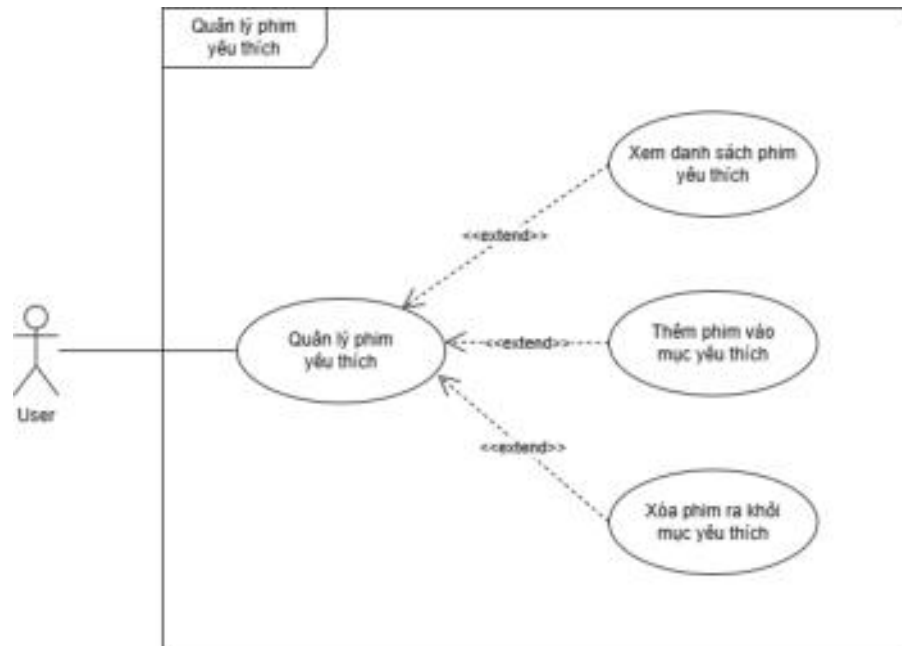 Quản lý phim
yêu thích
Xem danh sách phim
yêu thích
<<extend>>
Quản lý phim
yêu thích
<<extend>>
Thêm phim vào
mục yêu thích
User
<<extend>>
Xóa phim ra khỏi
mục yêu thích